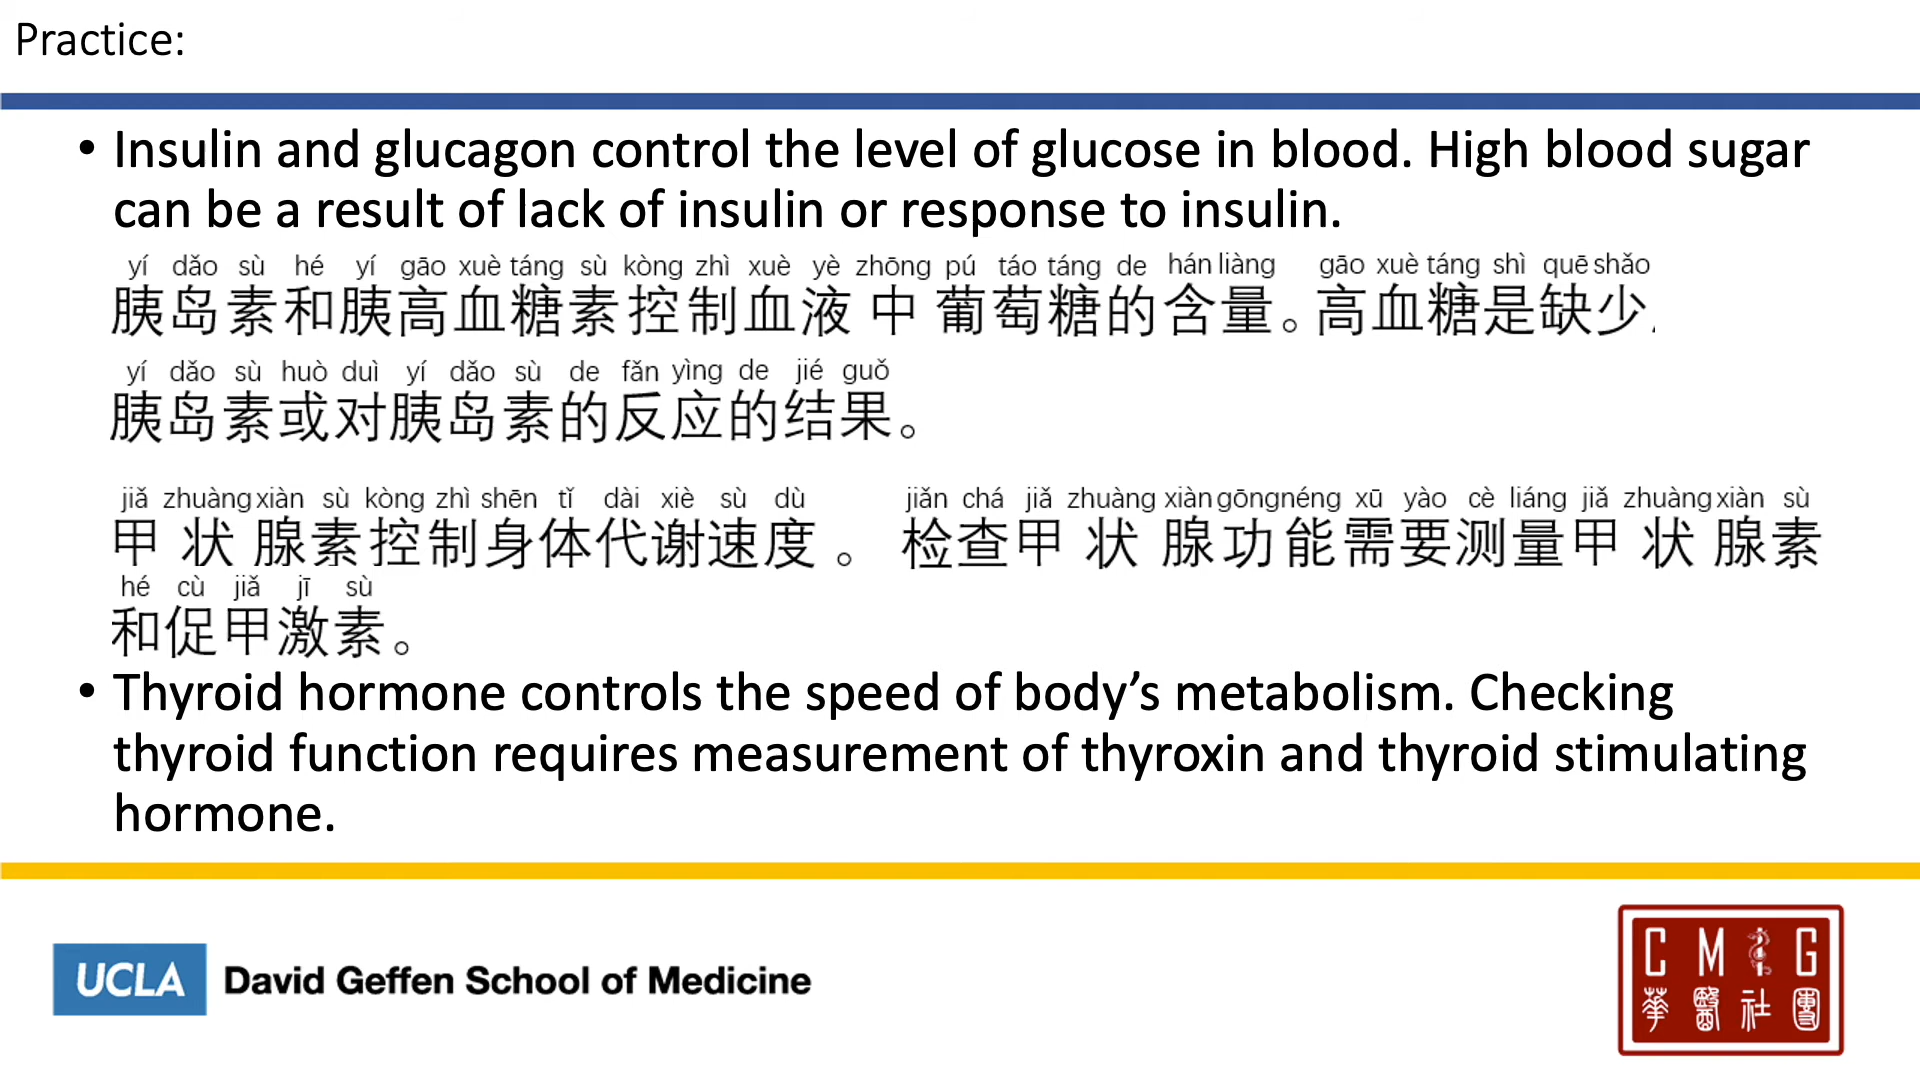 Practice:
• Insulin and glucagon control the level of glucose in blood. High blood sugar
can be a result of lack of insulin or response to insulin.
yí dǎo sù hé yí gāo xuè táng sù kòng zhì xuè yè zhōng pú táo táng de hán liàng gāo xuè táng shì quē shǎo
胰岛素和胰高血糖素控制血液中葡萄糖的含量。高血糖是缺少
yí dǎo sù huò duì yí dǎo sù de fǎn yìng de jié guǒ
胰岛素或对胰岛素的反应的结果。
jiǎ zhuàng xiàn sù kòng zhì shēn tǐ dài xiè sù dù jiǎn chá jiǎ zhuàng xiàn gōng néng xū yào cè liáng jiǎ zhuàng xiàn sù
甲状腺素控制身体代谢速度。 检查甲状腺功能需要测量甲状腺素
hé cù jiǎ jī sù
和促甲激素。
• Thyroid hormone controls the speed of body’s metabolism. Checking
thyroid function requires measurement of thyroxin and thyroid stimulating
hormone.
UCLA David Geffen School of Medicine
C M G
華醫社團